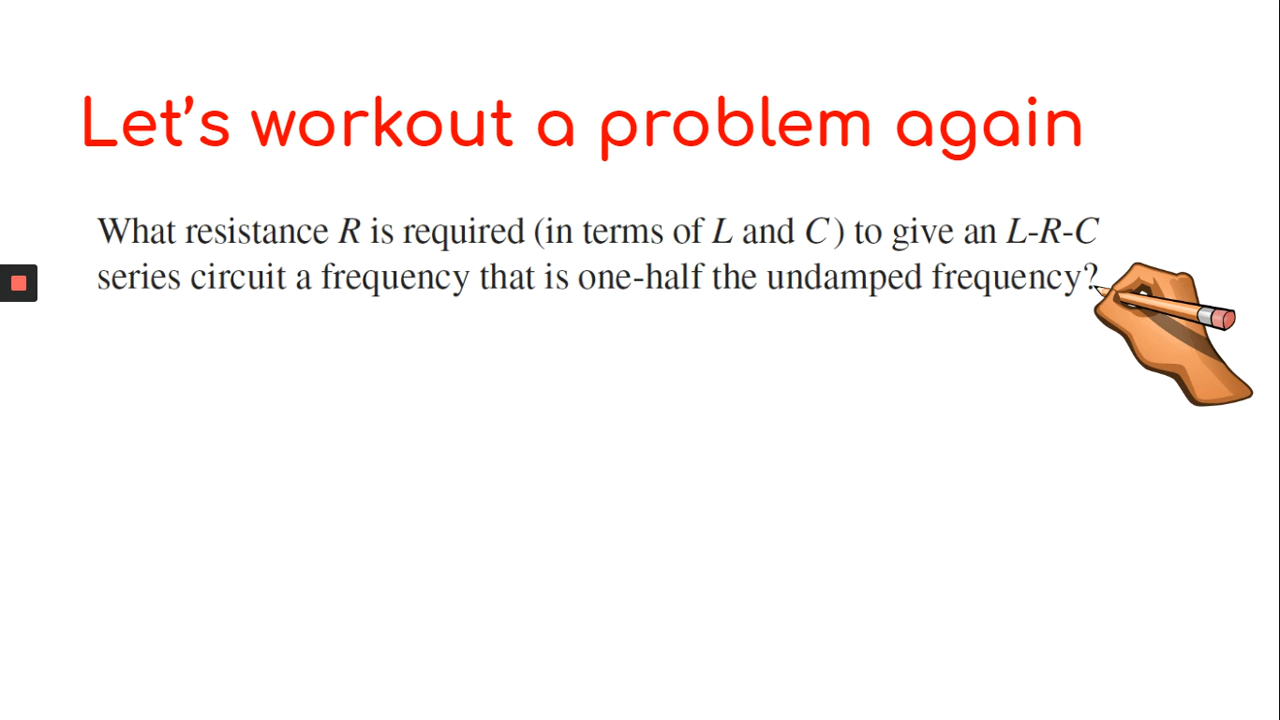 Let’s workout a problem again
What resistance R is required (in terms of L and C) to give an L-R-C
series circuit a frequency that is one-half the undamped frequency?